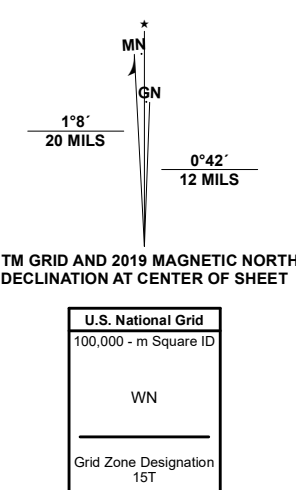 MN
GN
1°8´
20 MILS
0°42´
12 MILS
TM GRID AND 2019 MAGNETIC NORTH
DECLINATION AT CENTER OF SHEET
U.S. National Grid
100,000 - m Square ID
WN
Grid Zone Designation
15T